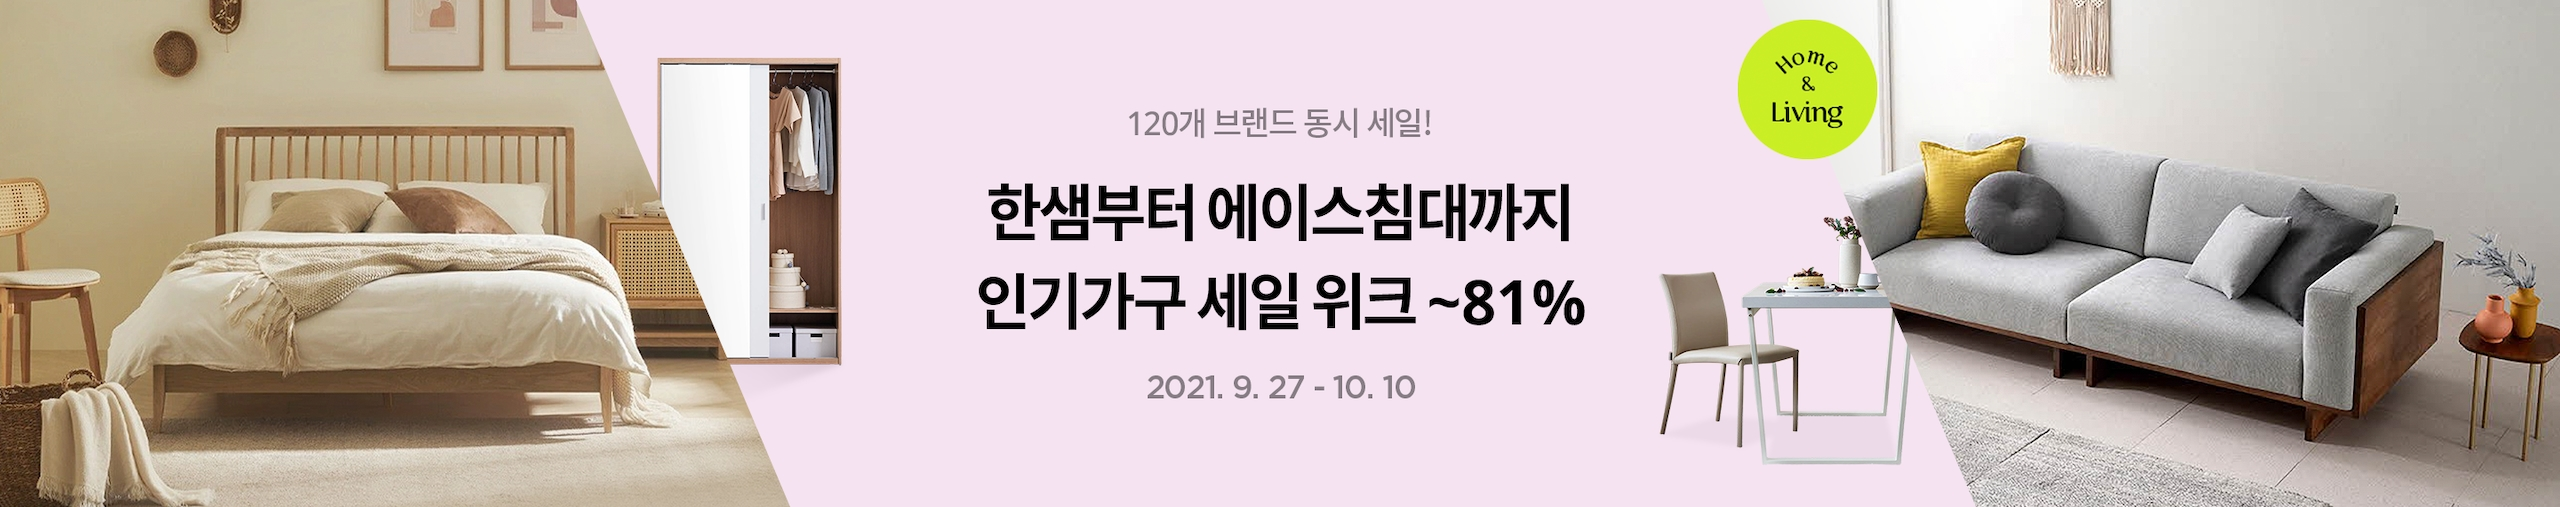 120개 브랜드 동시 세일!
한샘부터 에이스침대까지
인기가구 세일 위크 ~81%
2021. 9. 27 - 10. 10
Home
&
Living